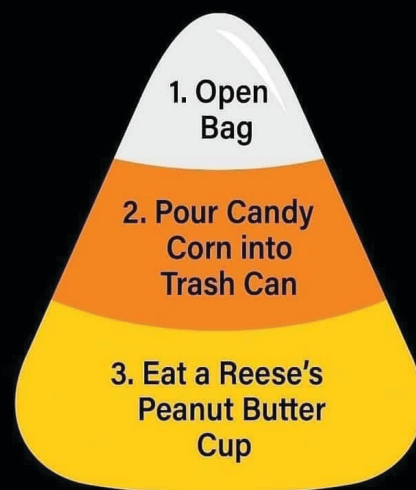 1. Open
Bag
2. Pour Candy
Corn into
Trash Can
3. Eat a Reese's
Peanut Butter
Cup